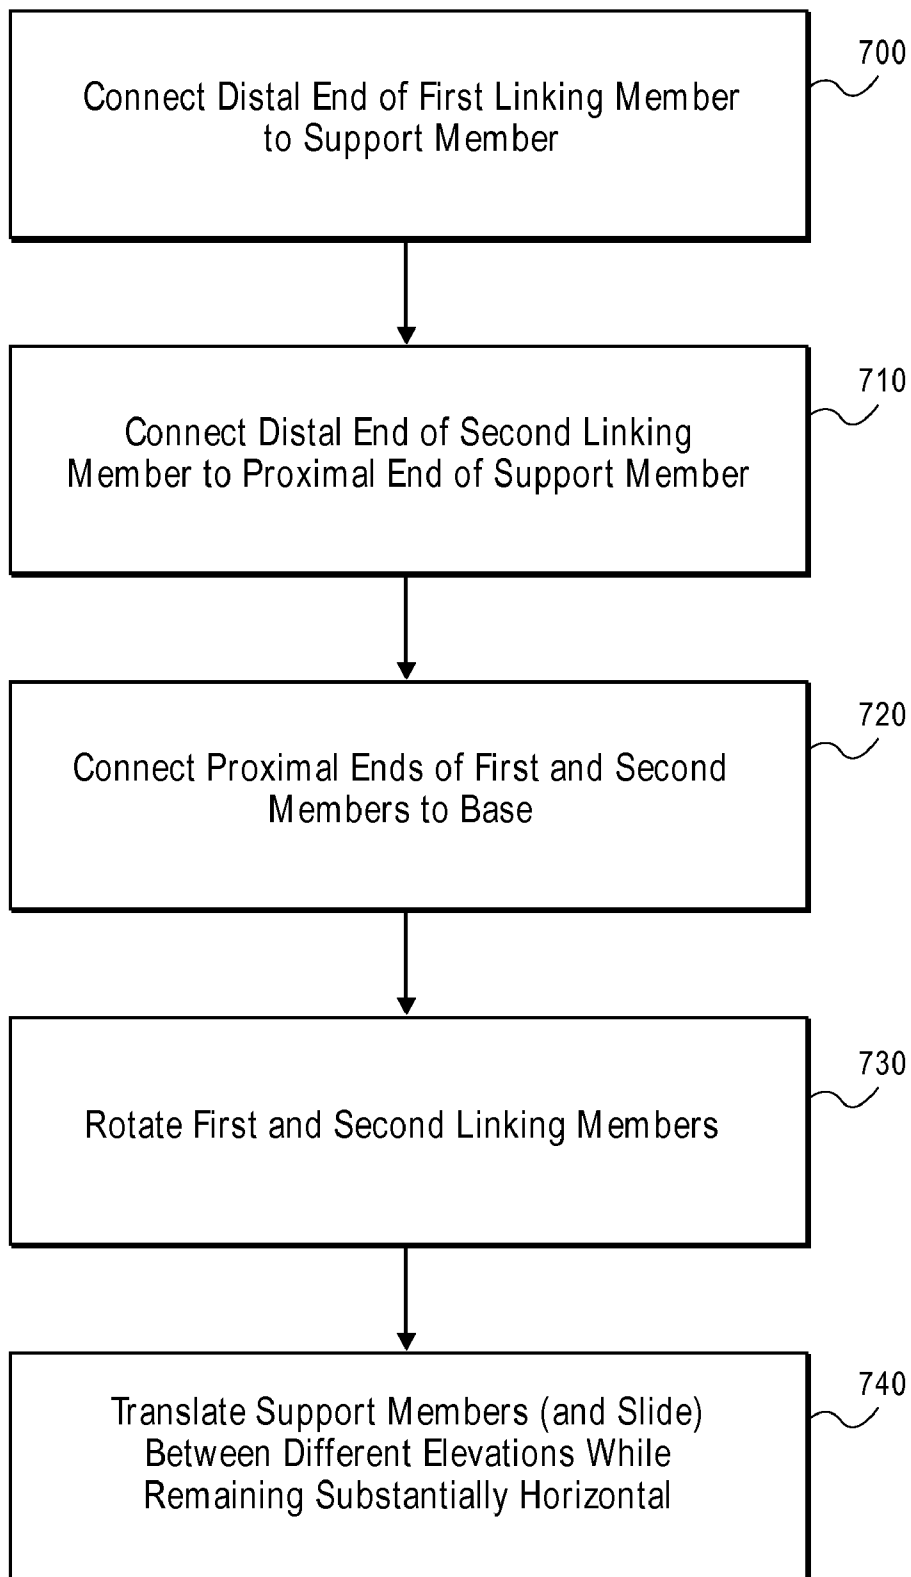 700
Connect Distal End of First Linking Member
to Support Member
710
Connect Distal End of Second Linking
Member to Proximal End of Support Member
720
Connect Proximal Ends of First and Second
Members to Base
730
Rotate First and Second Linking Members
740
Translate Support Members (and Slide)
Between Different Elevations While
Remaining Substantially Horizontal